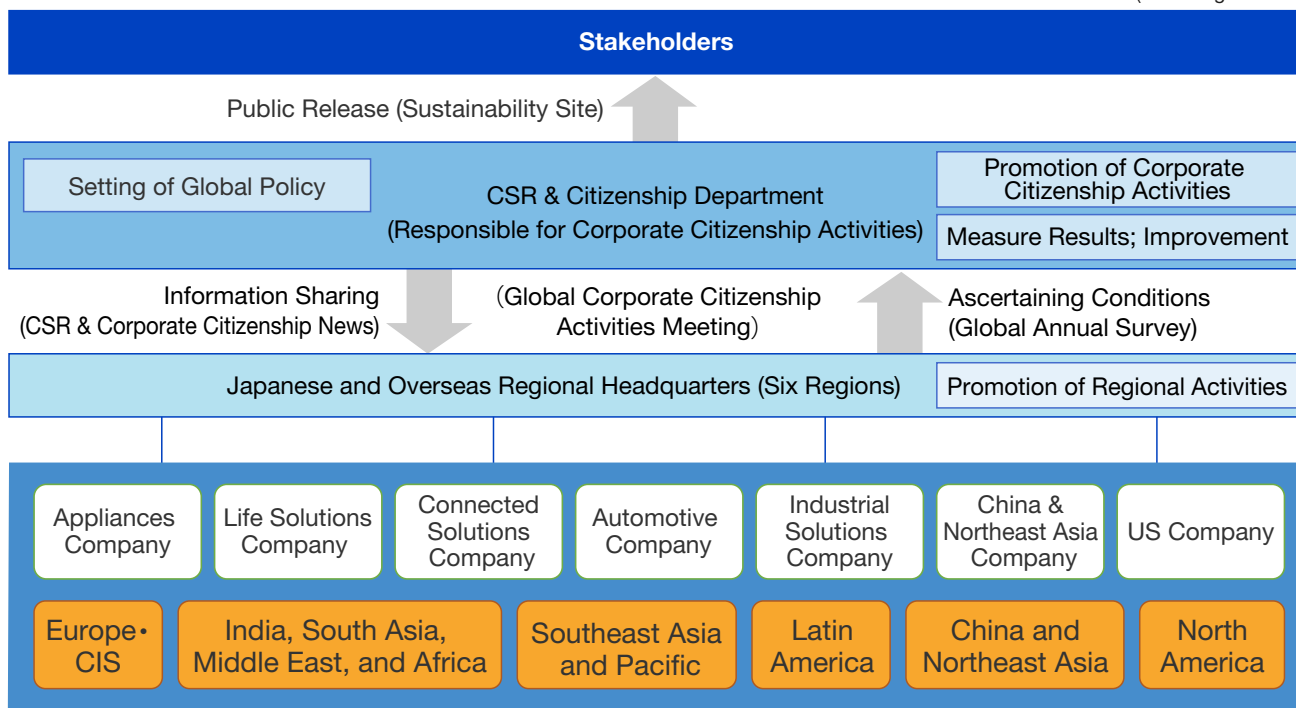 Stakeholders
Public Release (Sustainability Site)
Setting of Global Policy
CSR & Citizenship Department
(Responsible for Corporate Citizenship Activities)
Promotion of Corporate
Citizenship Activities
Measure Results; Improvement
Information Sharing
(CSR & Corporate Citizenship News)
(Global Corporate Citizenship
Activities Meeting)
Ascertaining Conditions
(Global Annual Survey)
Japanese and Overseas Regional Headquarters (Six Regions)
Promotion of Regional Activities
Appliances
Company
Life Solutions
Company
Connected
Solutions
Company
Automotive
Company
Industrial
Solutions
Company
China &
Northeast Asia
Company
US Company
Europe・
CIS
India, South Asia,
Middle East, and Africa
Southeast Asia
and Pacific
Latin
America
China and
Northeast Asia
North
America